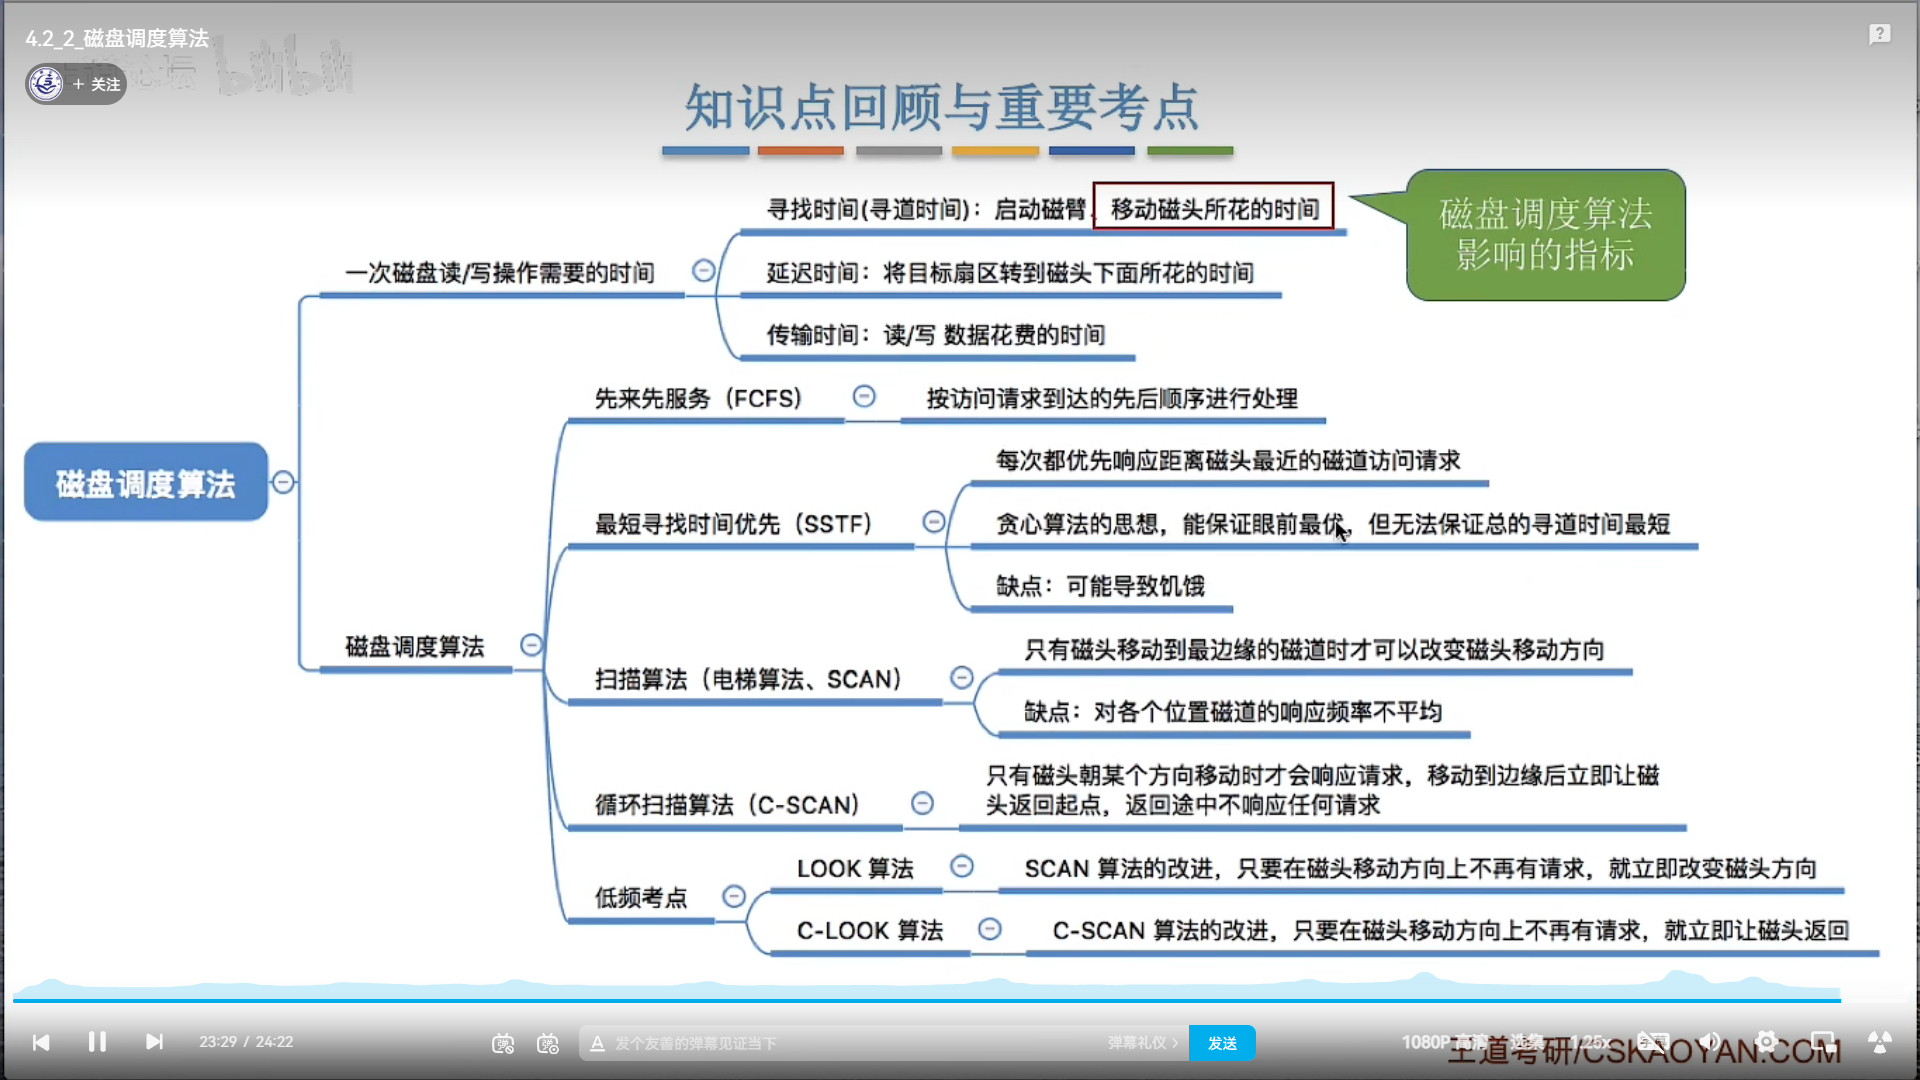 4.2_2_磁盘调度算法
+ 关注
bilibili
知识点回顾与重要考点
寻找时间(寻道时间)：启动磁臂、移动磁头所花的时间
磁盘调度算法
影响的指标
一次磁盘读/写操作需要的时间
延迟时间：将目标扇区转到磁头下面所花的时间
传输时间：读/写 数据花费的时间
先来先服务（FCFS）
按访问请求到达的先后顺序进行处理
每次都优先响应距离磁头最近的磁道访问请求
磁盘调度算法
最短寻找时间优先（SSTF）
贪心算法的思想，能保证眼前最优，但无法保证总的寻道时间最短
缺点：可能导致饥饿
磁盘调度算法
只有磁头移动到最边缘的磁道时才可以改变磁头移动方向
扫描算法（电梯算法、SCAN）
缺点：对各个位置磁道的响应频率不平均
循环扫描算法（C-SCAN）
只有磁头朝某个方向移动时才会响应请求，移动到边缘后立即让磁
头返回起点，返回途中不响应任何请求
低频考点
LOOK 算法
SCAN 算法的改进，只要在磁头移动方向上不再有请求，就立即改变磁头方向
C-LOOK 算法
C-SCAN 算法的改进，只要在磁头移动方向上不再有请求，就立即让磁头返回
23:29 / 24:22
发个友善的弹幕见证当下
弹幕礼仪
发送
1080P 高清
选集
1.25x
王道考研/CSKAOYAN.COM